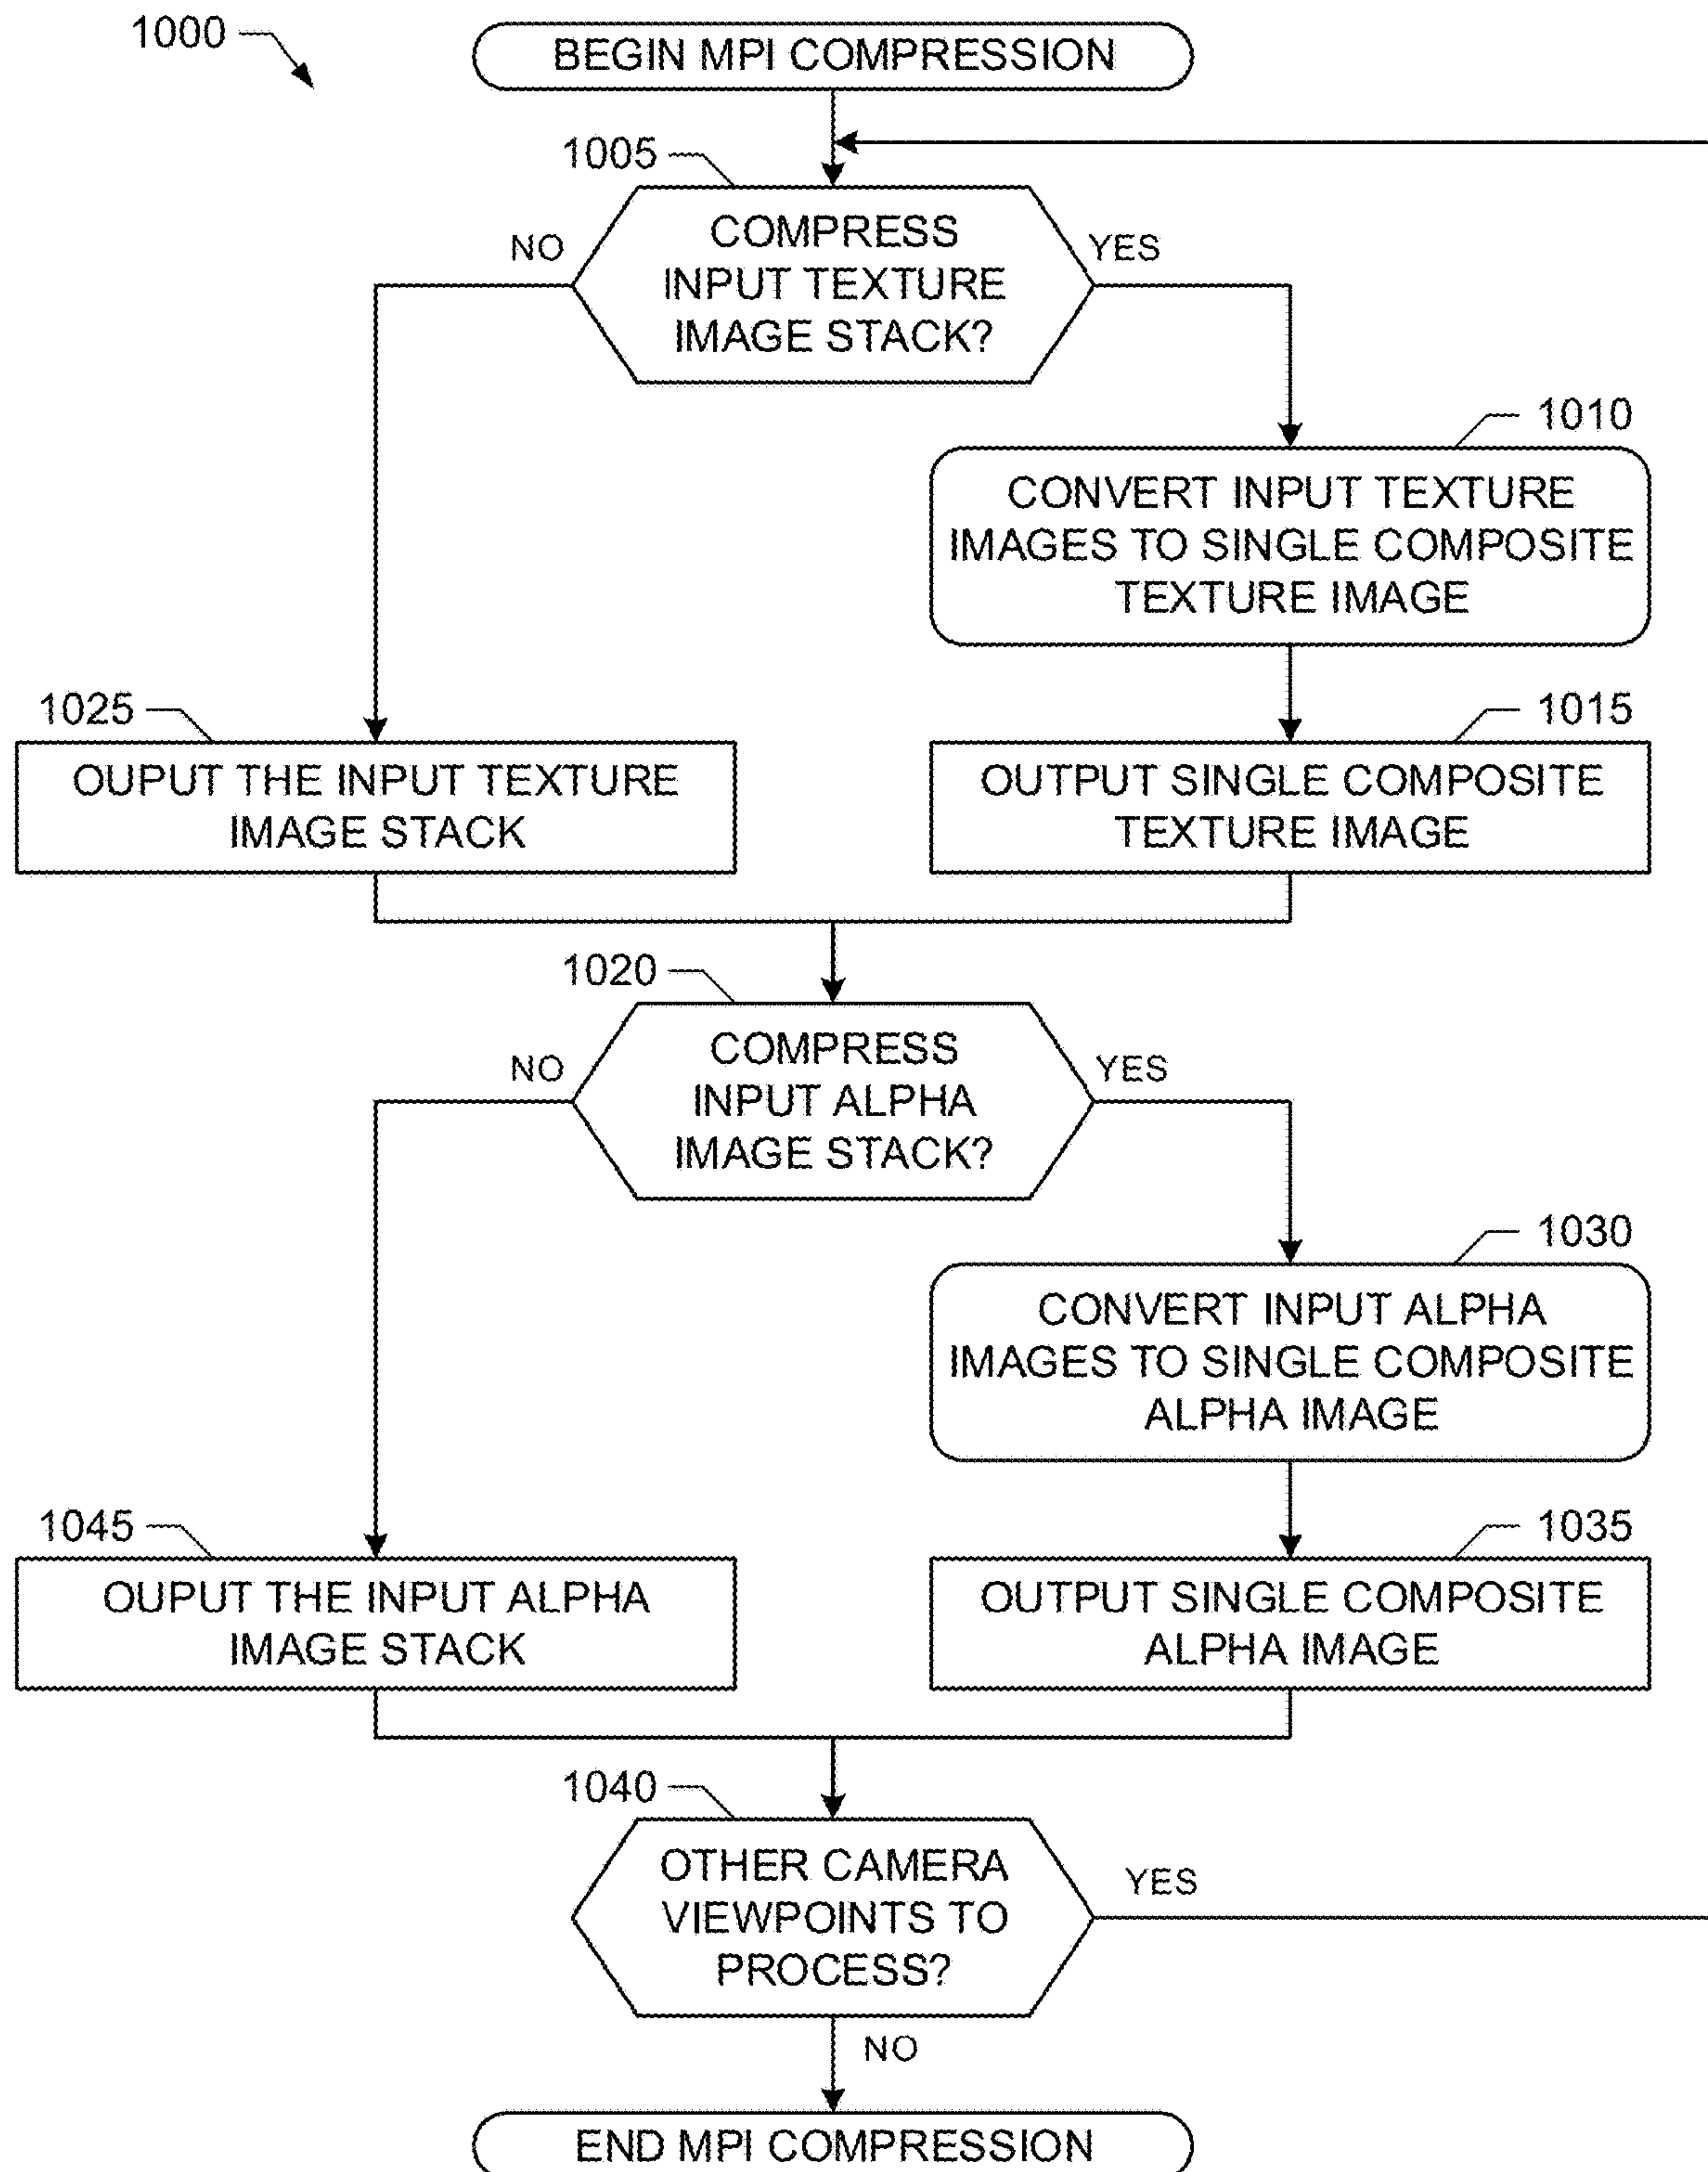 1000
BEGIN MPI COMPRESSION
1005
COMPRESS
INPUT TEXTURE
IMAGE STACK?
NO
YES
1010
CONVERT INPUT TEXTURE
IMAGES TO SINGLE COMPOSITE
TEXTURE IMAGE
1025
OUPUT THE INPUT TEXTURE
IMAGE STACK
1015
OUTPUT SINGLE COMPOSITE
TEXTURE IMAGE
1020
COMPRESS
INPUT ALPHA
IMAGE STACK?
NO
YES
1030
CONVERT INPUT ALPHA
IMAGES TO SINGLE COMPOSITE
ALPHA IMAGE
1045
OUPUT THE INPUT ALPHA
IMAGE STACK
1035
OUTPUT SINGLE COMPOSITE
ALPHA IMAGE
1040
OTHER CAMERA
VIEWPOINTS TO
PROCESS?
YES
NO
END MPI COMPRESSION